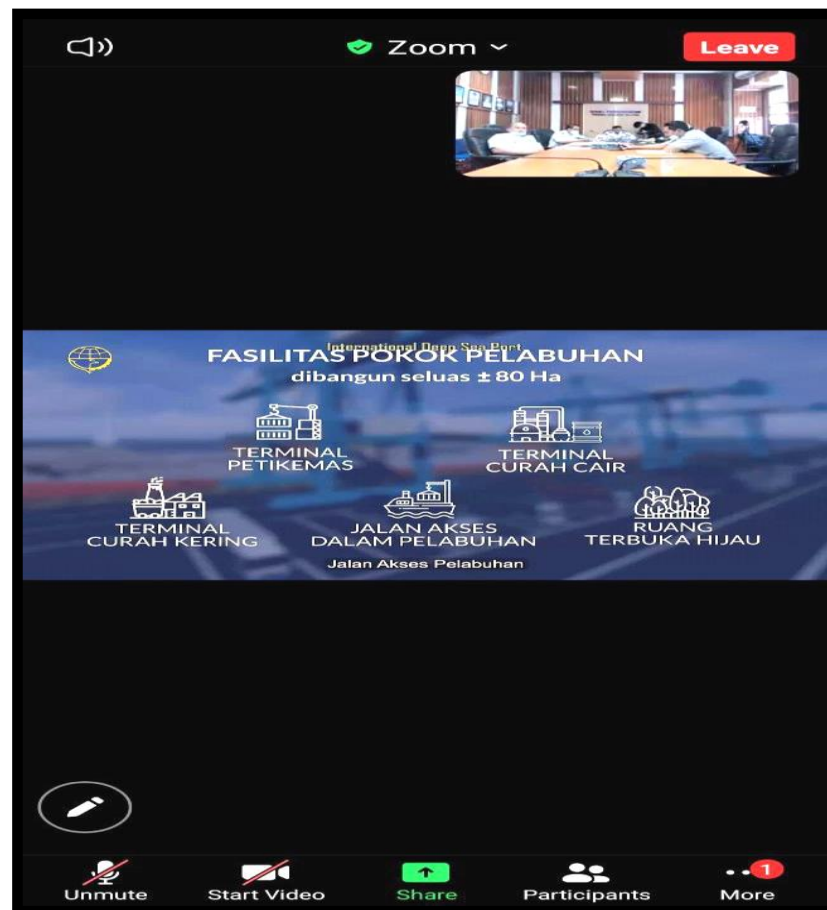 Zoom
Leave
International Deep Sea Port
FASILITAS POKOK PELABUHAN
dibangun seluas ± 80 Ha
TERMINAL
PETIKEMAS
TERMINAL
CURAH CAIR
TERMINAL
CURAH KERING
JALAN AKSES
DALAM PELABUHAN
RUANG
TERBUKA HIJAU
Jalan Akses Pelabuhan
Unmute
Start Video
Share
Participants
1
More